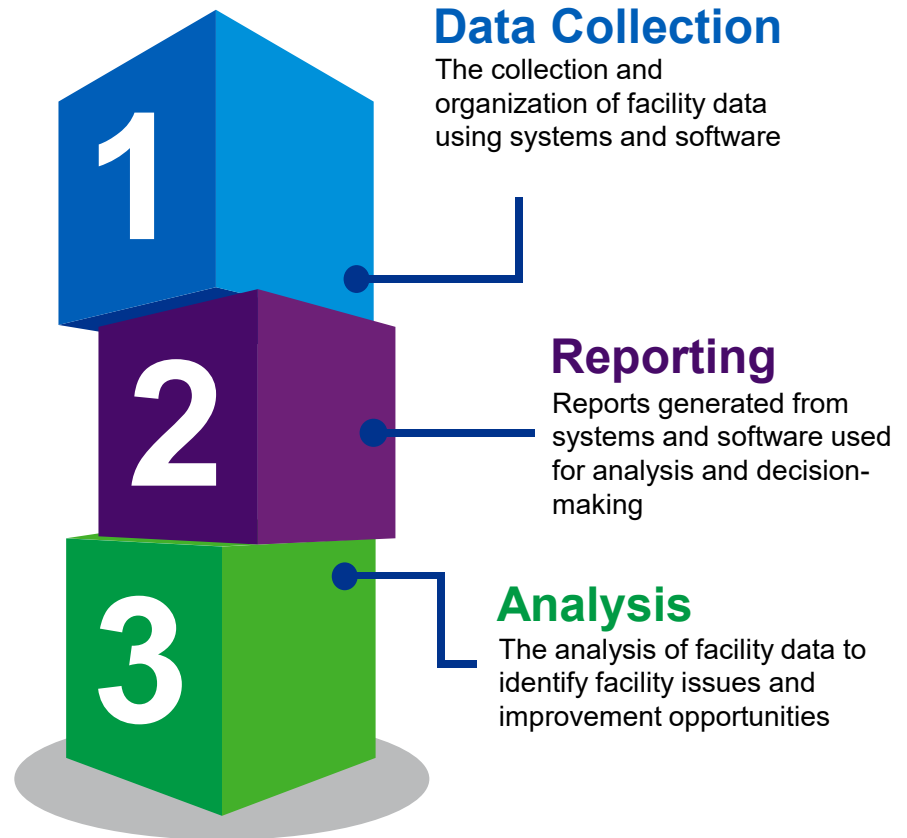 1
Data Collection
The collection and
organization of facility data
using systems and software
2
Reporting
Reports generated from
systems and software used
for analysis and decision-
making
3
Analysis
The analysis of facility data to
identify facility issues and
improvement opportunities